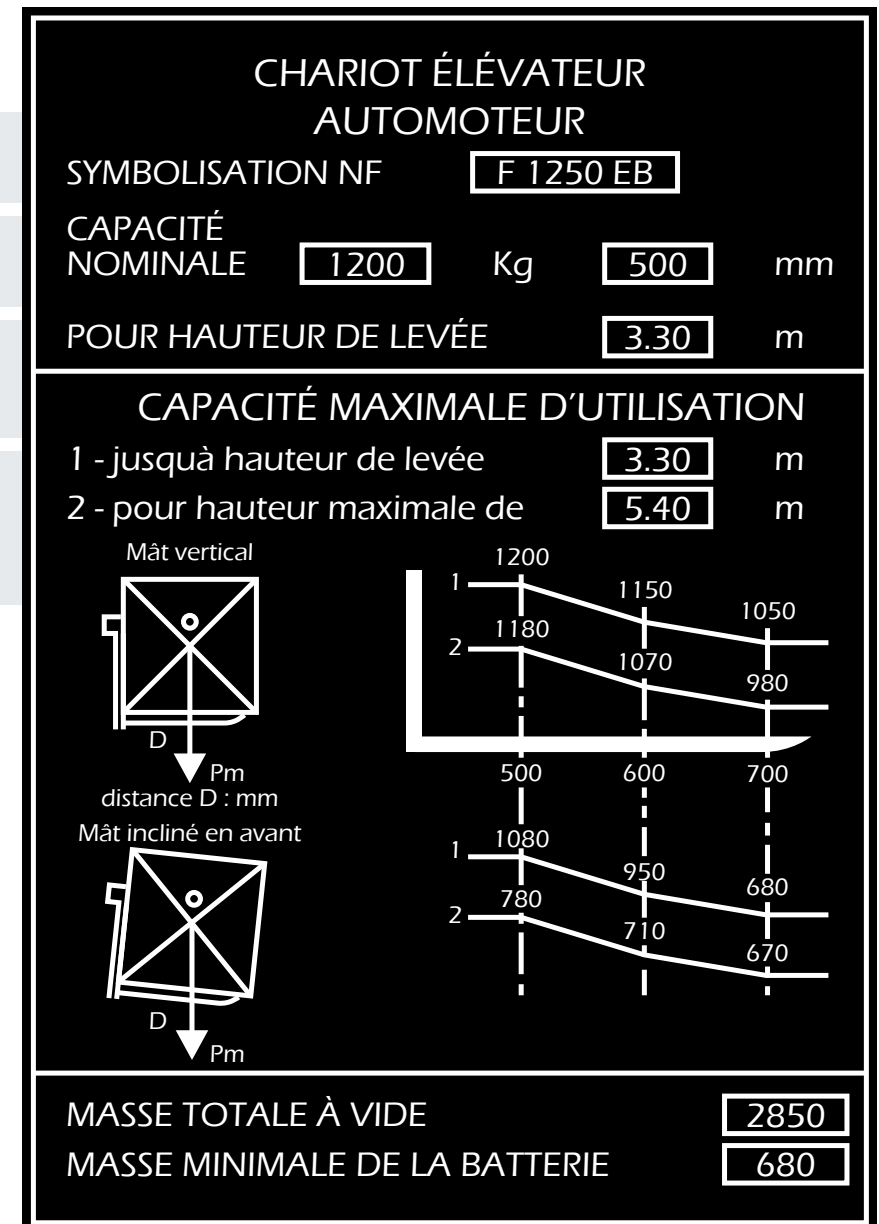 CHARIOT ÉLÉVATEUR
AUTOMOTEUR
SYMBOLISATION NF F 1250 EB
CAPACITÉ
NOMINALE 1200 Kg 500 mm
POUR HAUTEUR DE LEVÉE 3.30 m
CAPACITÉ MAXIMALE D'UTILISATION
1 - jusquà hauteur de levée 3.30 m
2 - pour hauteur maximale de 5.40 m
Mât vertical
D
Pm
distance D : mm
1200
1 1150
1050
1180
2 1070
980
500 600 700
Mât incliné en avant
D
Pm
1080
1 950
680
780
2 710
670
MASSE TOTALE À VIDE 2850
MASSE MINIMALE DE LA BATTERIE 680